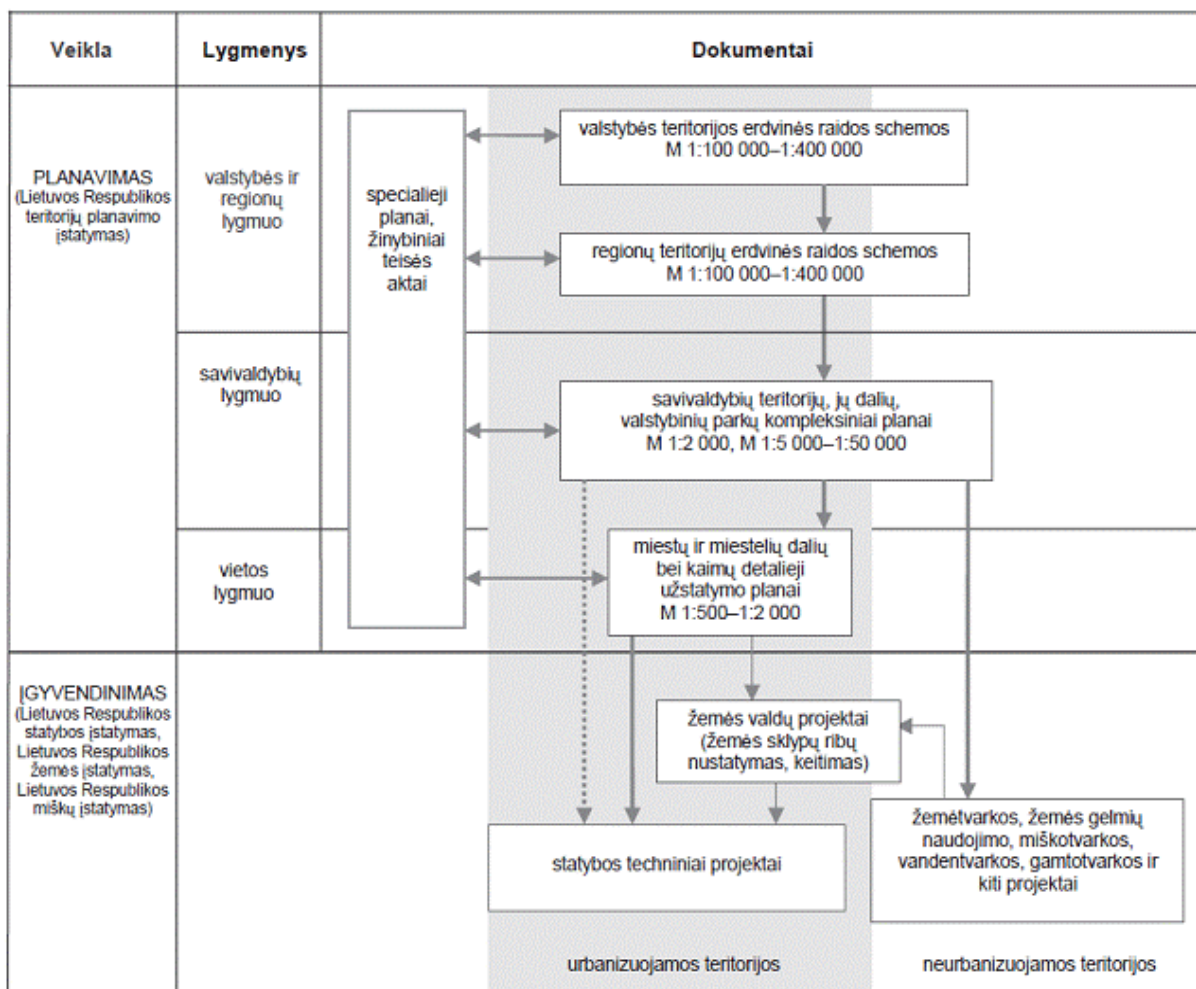 Veikla
Lygmenys
Dokumentai
PLANAVIMAS
(Lietuvos Respublikos
teritorijų planavimo
įstatymas)
valstybės ir
regionų
lygmuo
specialieji
planai,
žinybiniai
teisės
aktai
valstybės teritorijos erdvinės raidos schemos
M 1:100 000–1:400 000
regionų teritorijų erdvinės raidos schemos
M 1:100 000–1:400 000
savivaldybių
lygmuo
savivaldybių teritorijų, jų dalių,
valstybinių parkų kompleksiniai planai
M 1:2 000, M 1:5 000–1:50 000
vietos
lygmuo
miestų ir miestelių dalių
bei kaimų detalieji
užstatymo planai
M 1:500–1:2 000
ĮGYVENDINIMAS
(Lietuvos Respublikos
statybos įstatymas,
Lietuvos Respublikos
žemės įstatymas,
Lietuvos Respublikos
miškų įstatymas)
žemės valdų projektai
(žemės sklypų ribų
nustatymas, keitimas)
statybos techniniai projektai
žemėtvarkos, žemės gelmių
naudojimo, miškotvarkos,
vandentvarkos, gamtotvarkos ir
kiti projektai
urbanizuojamos teritorijos
neurbanizuojamos teritorijos